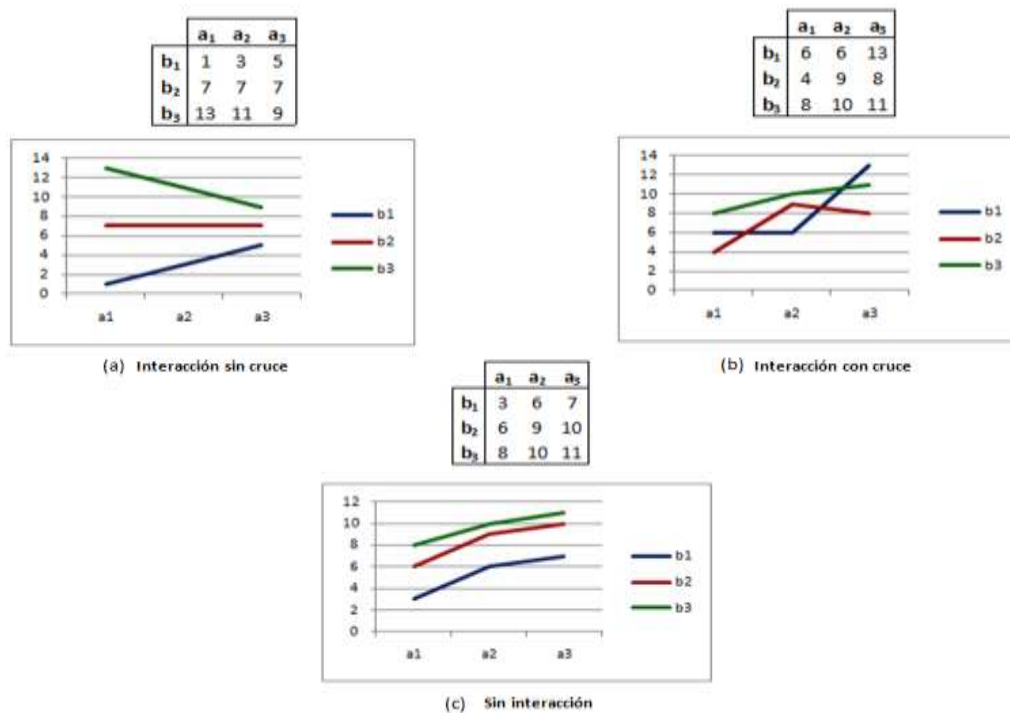 a₁ a₂ a₃
b₁ 1 3 5
b₂ 7 7 7
b₃ 13 11 9
14
12
10
8
6
4
2
0
a1 a2 a3
b1
b2
b3
(a) Interacción sin cruce
a₁ a₂ a₃
b₁ 6 6 13
b₂ 4 9 8
b₃ 8 10 11
14
12
10
8
6
4
2
0
a1 a2 a3
b1
b2
b3
(b) Interacción con cruce
a₁ a₂ a₃
b₁ 3 6 7
b₂ 6 9 10
b₃ 8 10 11
12
10
8
6
4
2
0
a1 a2 a3
b1
b2
b3
(c) Sin interacción